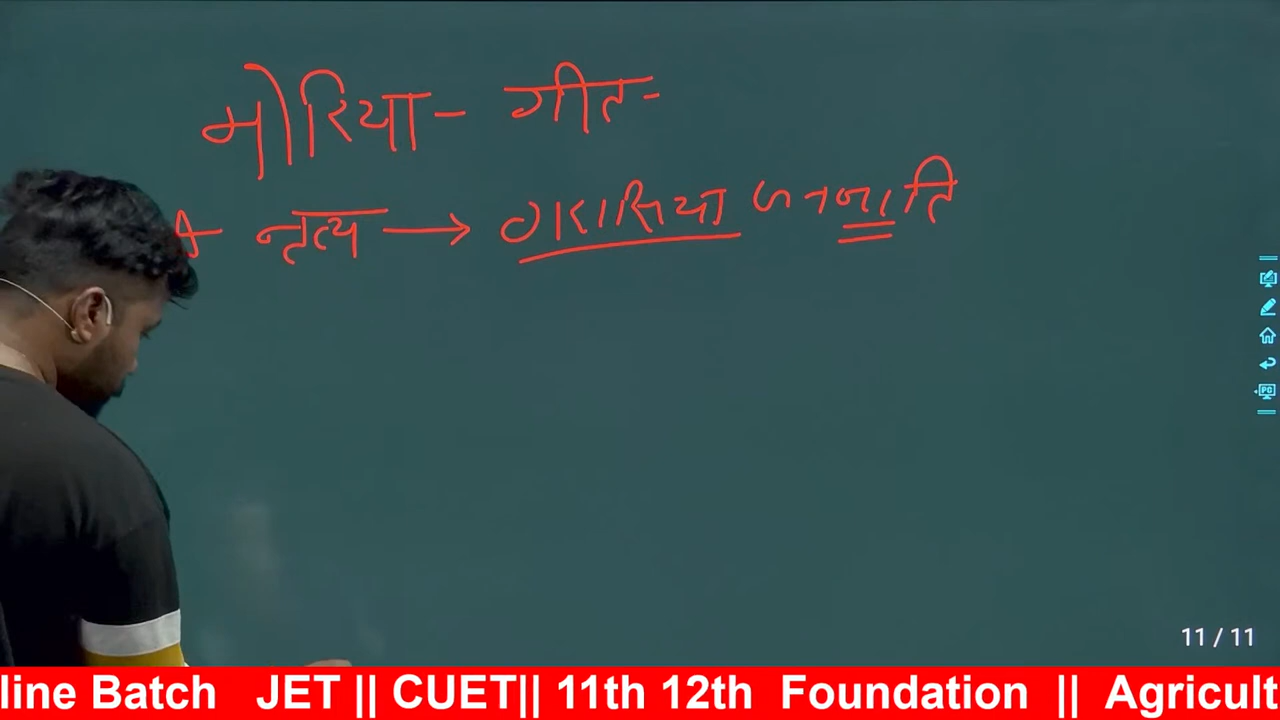 मोरिया - गीत -
नृत्य → गरासिया जनजाति
11 / 11
line Batch JET || CUET|| 11th 12th Foundation || Agricult